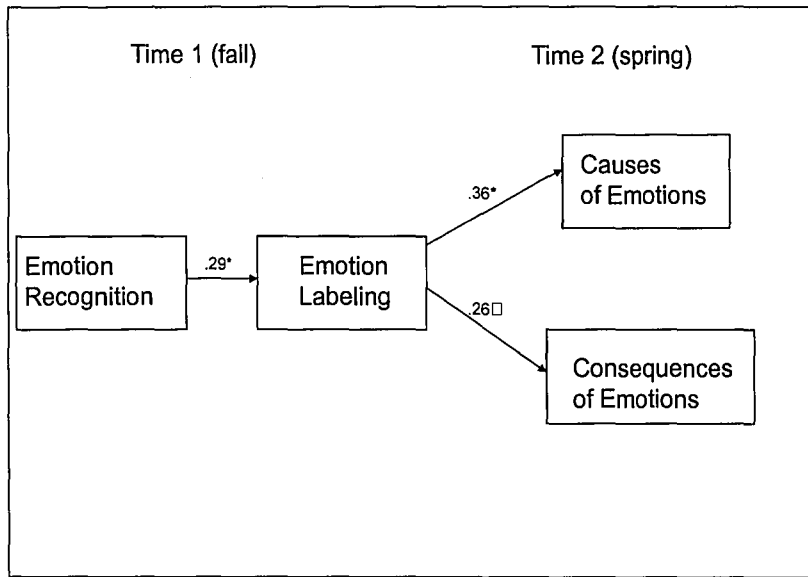 Time 1 (fall)
Time 2 (spring)
Causes
of Emotions
.36*
Emotion
Recognition
.29*
Emotion
Labeling
.26□
Consequences
of Emotions